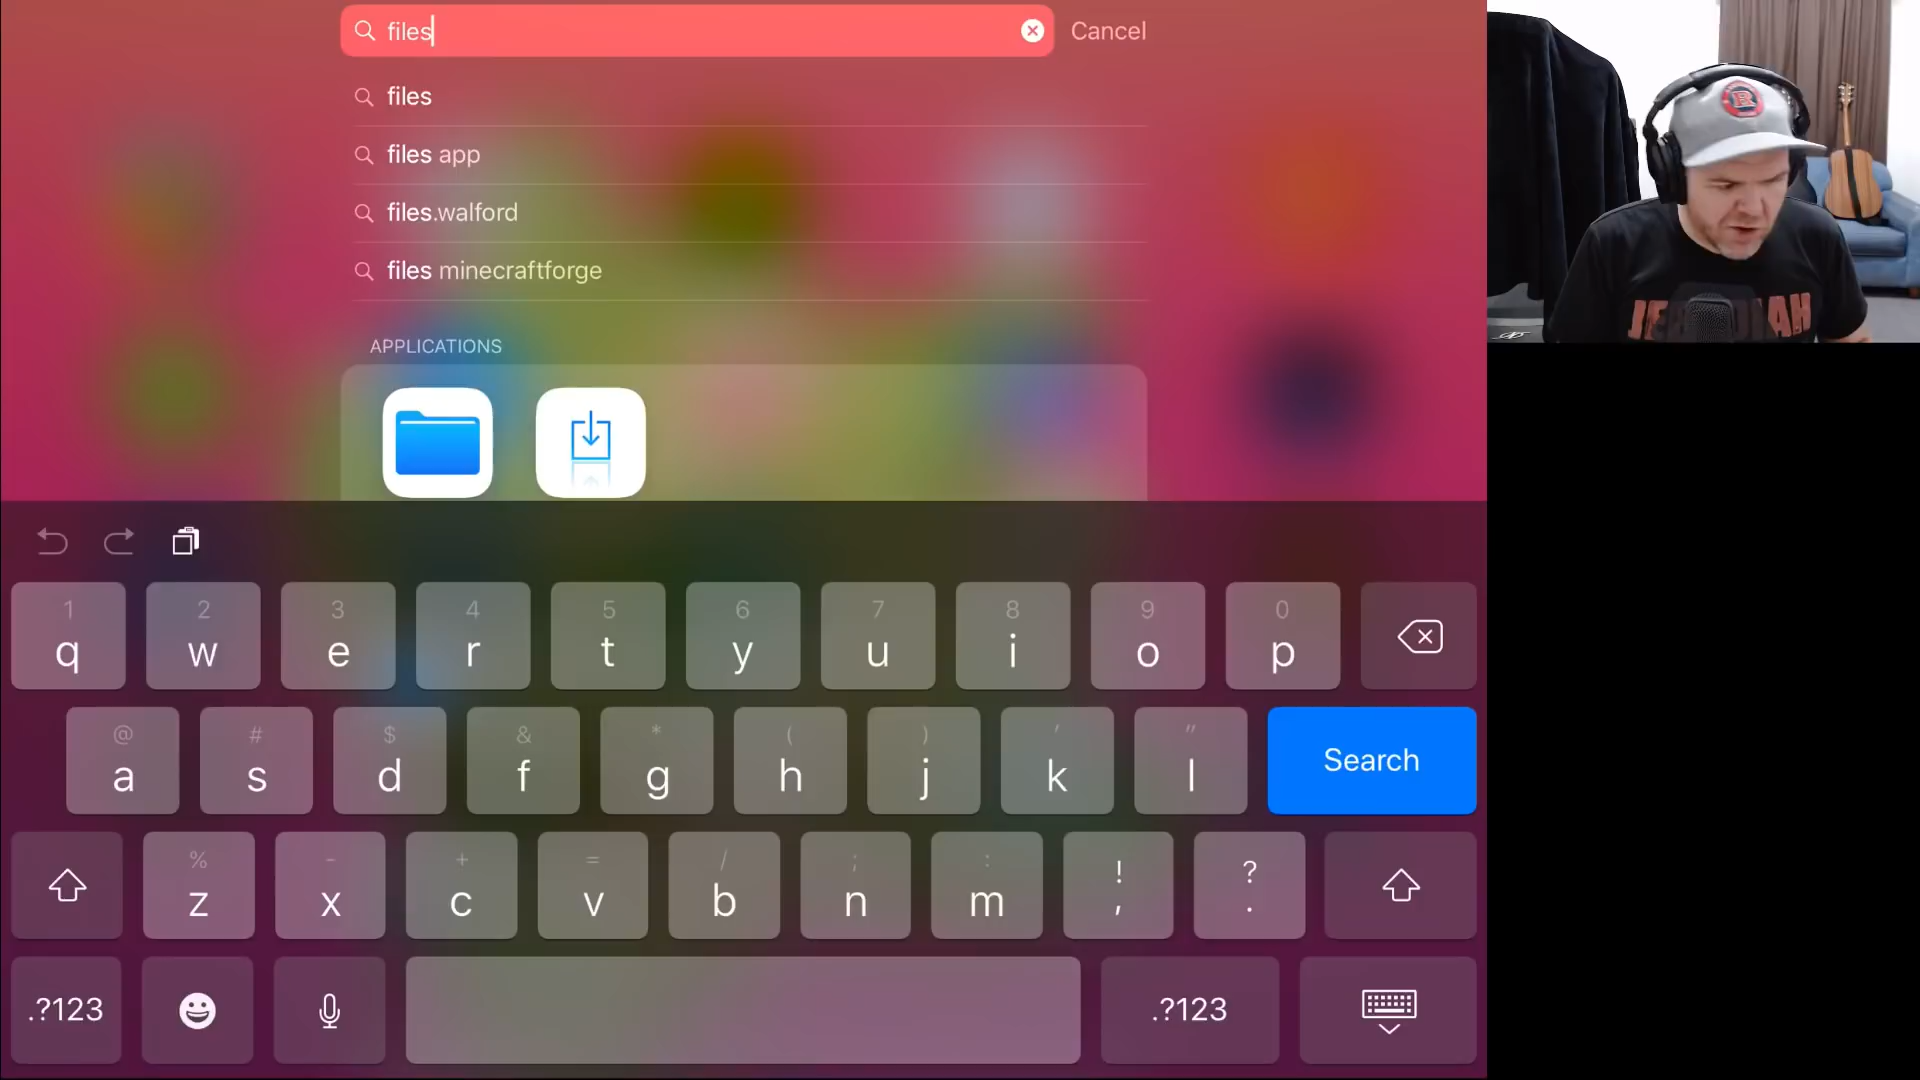 files
Cancel
files
files app
files.walford
files minecraftforge
APPLICATIONS
1 2 3 4 5 6 7 8 9 0
q w e r t y u i o p
@ # $ & * ( ) ' "
a s d f g h j k l Search
% - + = / ; : ! ?
z x c v b n m , .
.?123 .?123
R